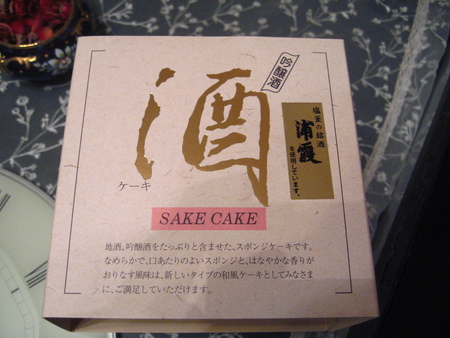 吟醸酒
酒
ケーキ
塩釜の銘酒
浦霞
を使用しています。
SAKE CAKE
地酒、吟醸酒をたっぷりと含ませた、スポンジケーキです。
なめらかで、口あたりのよいスポンジと、はなやかな香りが
おりなす風味は、新しいタイプの和風ケーキとしてみなさま
に、ご満足していただけます。